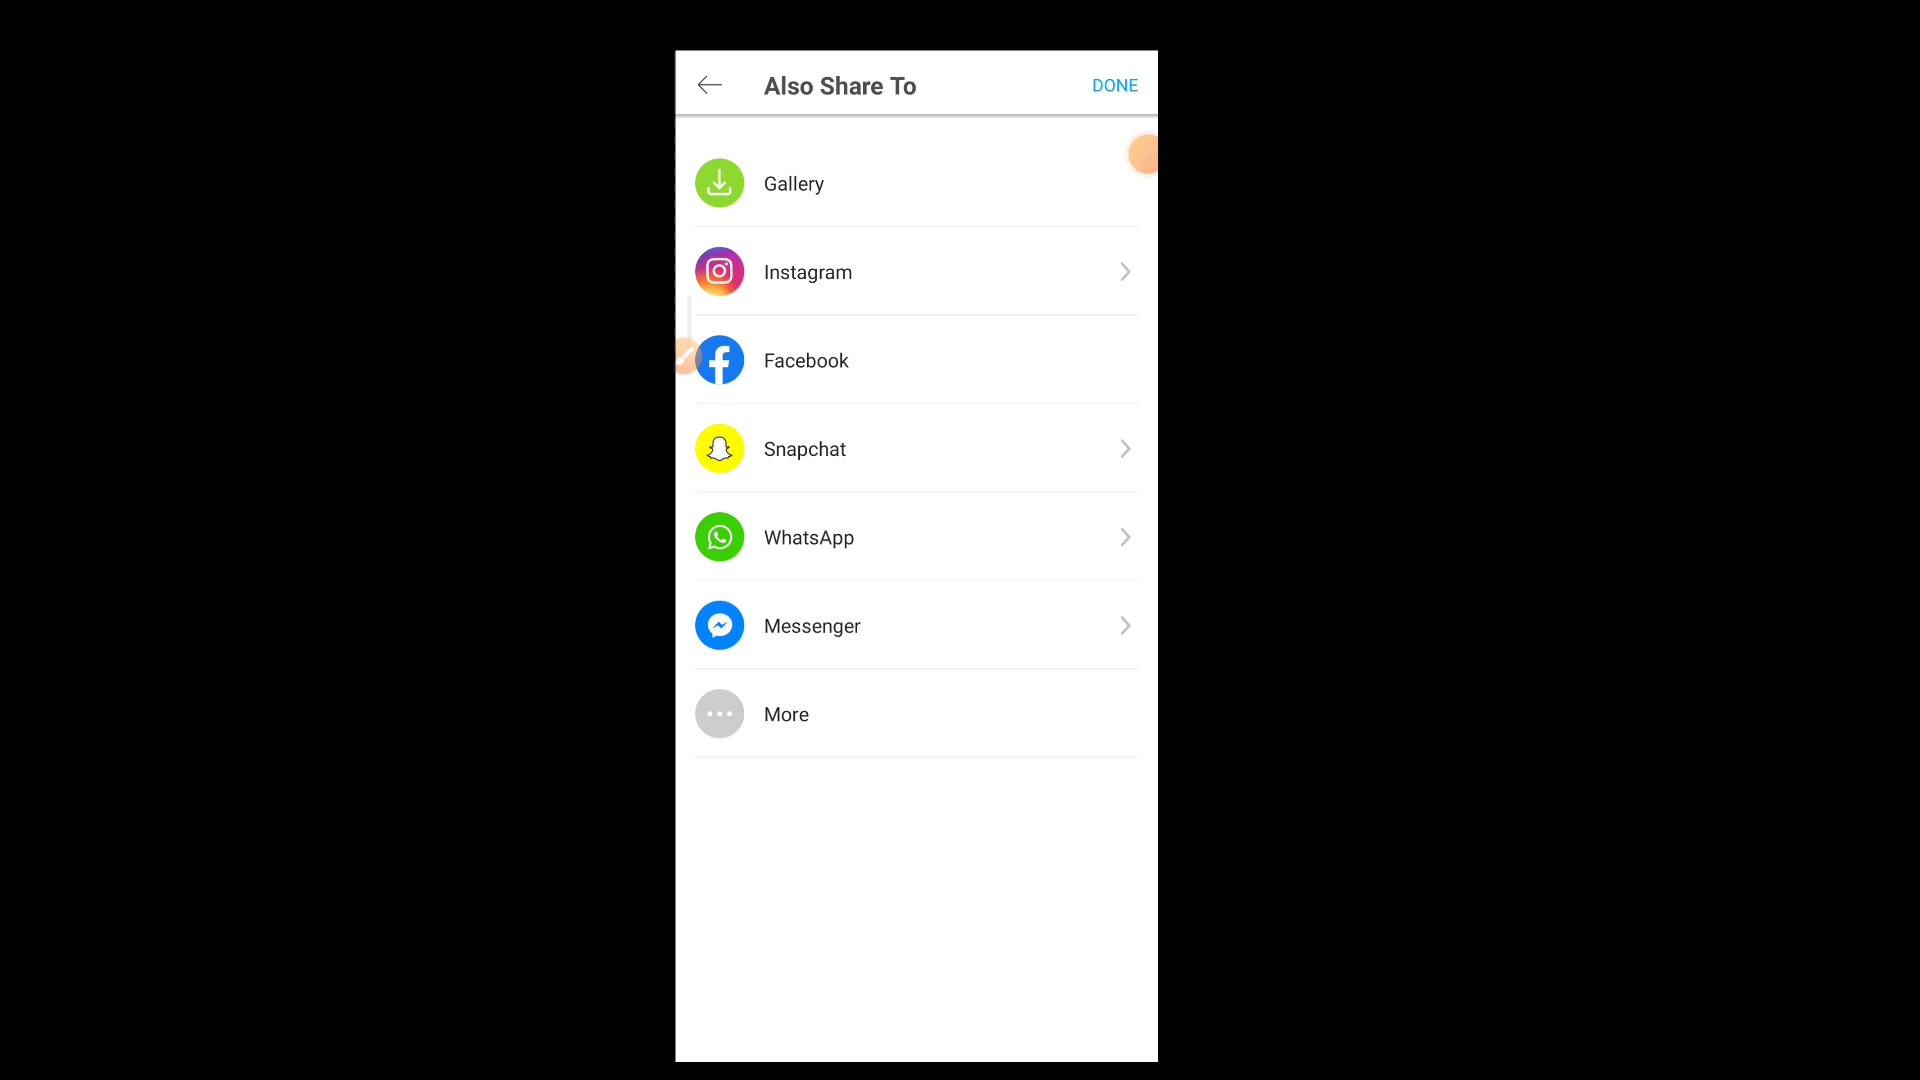 Also Share To
DONE
Gallery
Instagram
Facebook
Snapchat
WhatsApp
Messenger
More